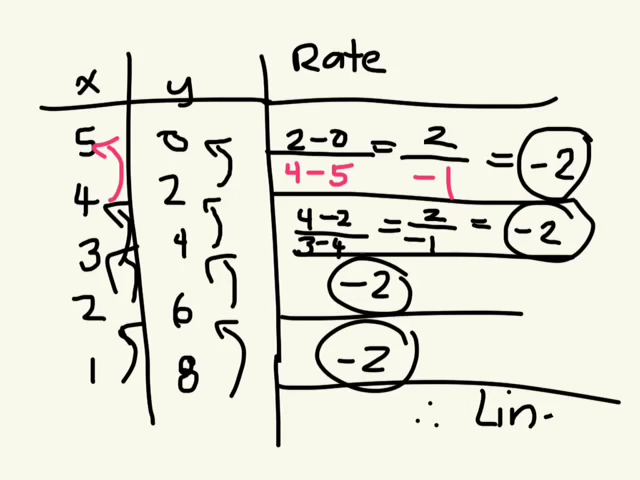 x y Rate
5 0 2-0/4-5 = 2/-1 = -2
4 2 4-2/3-4 = 2/-1 = -2
3 4 -2
2 6 -2
1 8
∴ Lin-